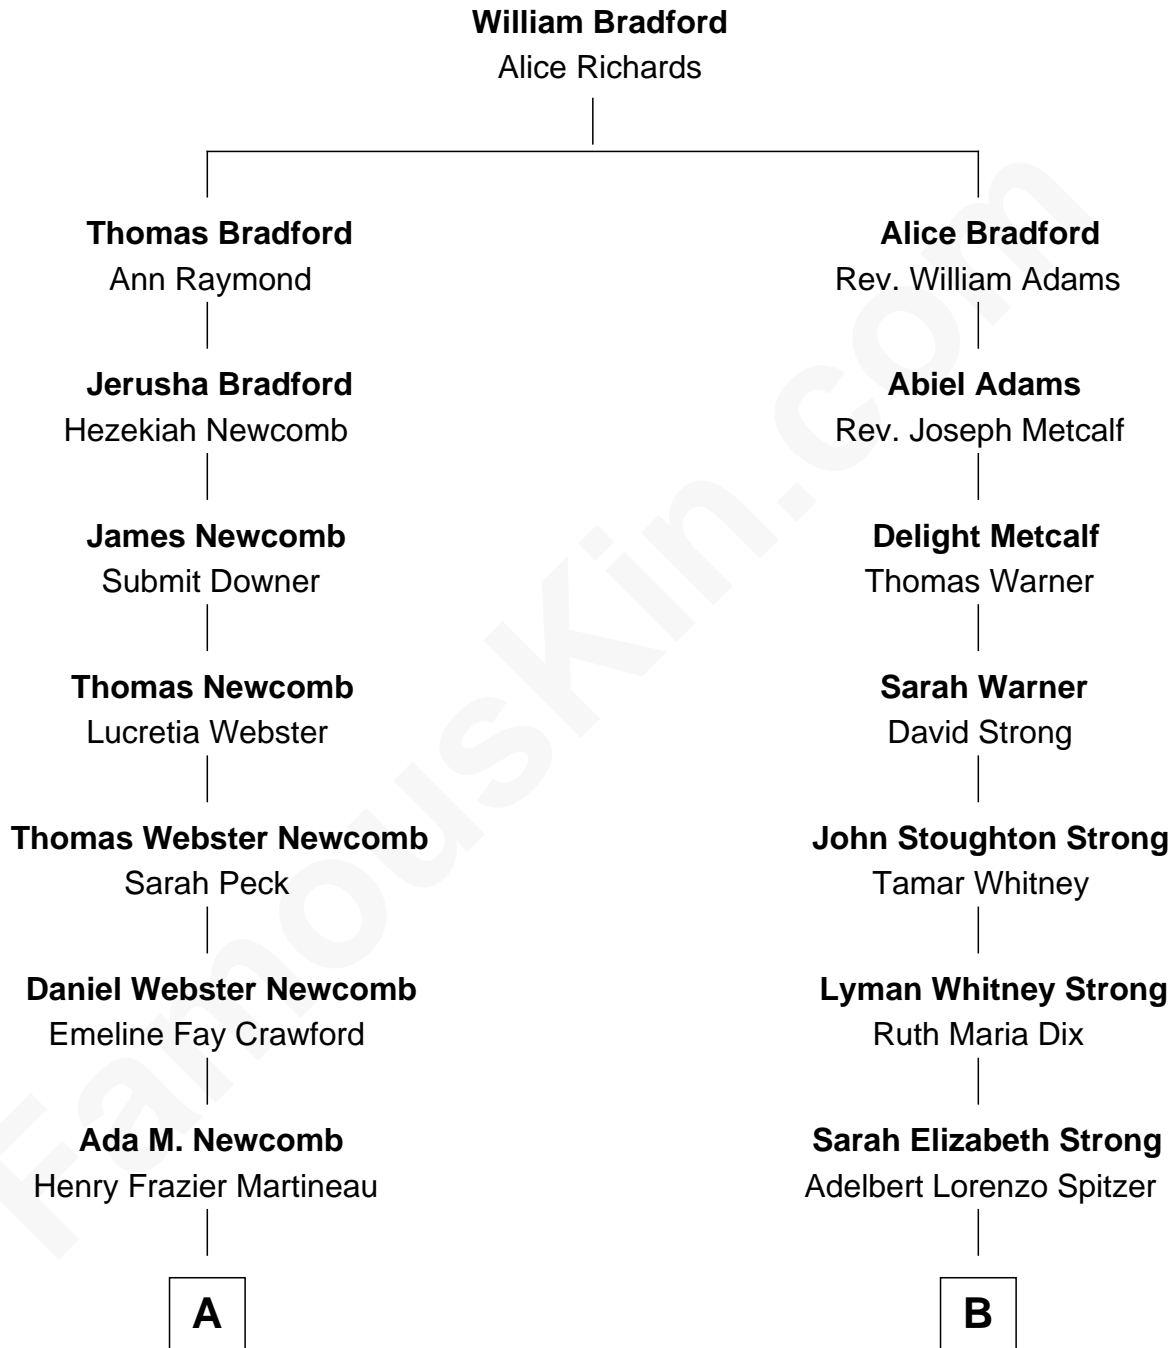 William Bradford
Alice Richards
Thomas Bradford
Ann Raymond
Alice Bradford
Rev. William Adams
Jerusha Bradford
Hezekiah Newcomb
Abiel Adams
Rev. Joseph Metcalf
James Newcomb
Submit Downer
Delight Metcalf
Thomas Warner
Thomas Newcomb
Lucretia Webster
Sarah Warner
David Strong
Thomas Webster Newcomb
Sarah Peck
John Stoughton Strong
Tamar Whitney
Daniel Webster Newcomb
Emeline Fay Crawford
Lyman Whitney Strong
Ruth Maria Dix
Ada M. Newcomb
Henry Frazier Martineau
Sarah Elizabeth Strong
Adelbert Lorenzo Spitzer
A
B
FamousKin.com